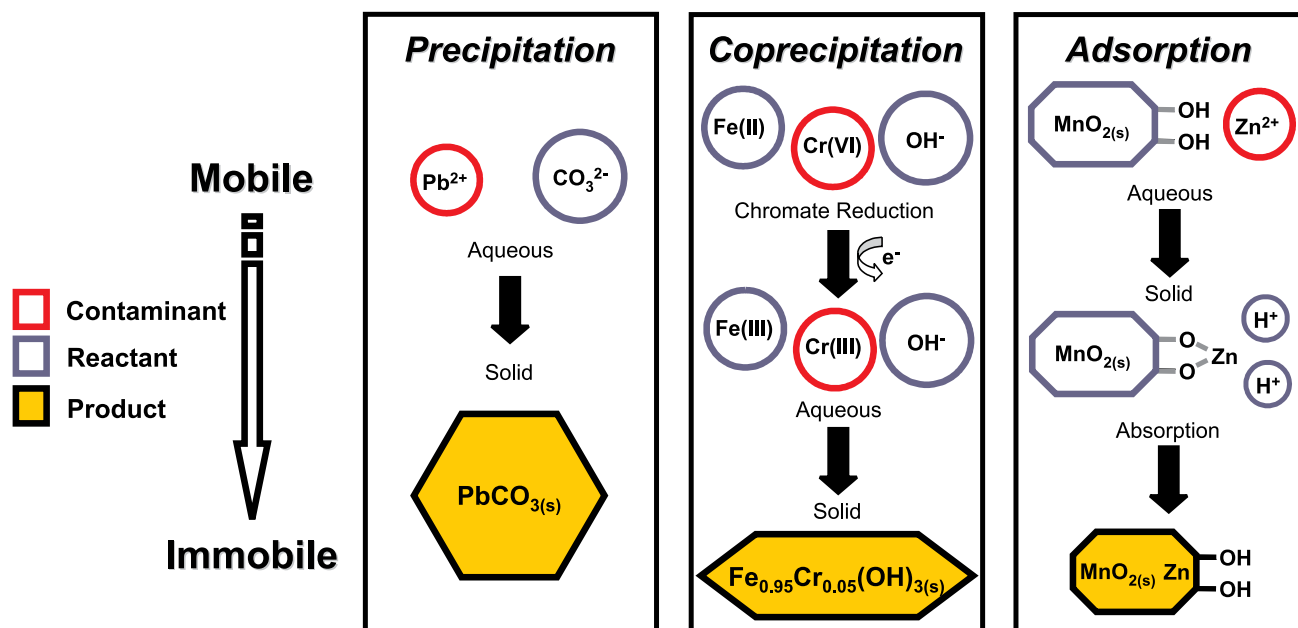 Mobile
Immobile
Contaminant
Reactant
Product
Precipitation
Pb²⁺
CO₃²⁻
Aqueous
Solid
PbCO₃₍ₛ₎
Coprecipitation
Fe(II)
Cr(VI)
OH⁻
Chromate Reduction
e⁻
Fe(III)
Cr(III)
OH⁻
Aqueous
Solid
Fe₀.₉₅Cr₀.₀₅(OH)₃₍ₛ₎
Adsorption
MnO₂₍ₛ₎
OH
OH
Zn²⁺
Aqueous
Solid
MnO₂₍ₛ₎
O
O
Zn
H⁺
H⁺
Absorption
MnO₂₍ₛ₎ Zn
OH
OH